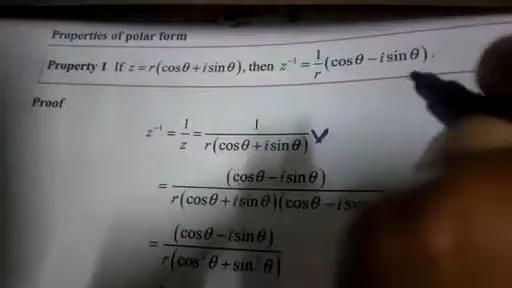 Properties of polar form
Property 1 If z = r(cosθ + i sinθ), then z⁻¹ = 1/r (cosθ − i sinθ).
Proof
z⁻¹ = 1/z = 1/(r(cosθ + i sinθ))
= (cosθ − i sinθ)/(r(cosθ + i sinθ)(cosθ − i
= (cosθ − i sinθ)/(r(cos²θ + sin θ))